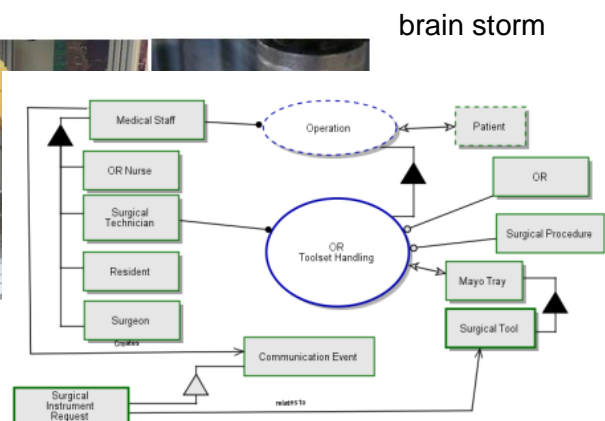 brain storm
Medical Staff
Operation
Patient
OR Nurse
OR
Surgical
Technician
OR
Toolset Handling
Surgical Procedure
Resident
Mayo Tray
Surgeon
Surgical Tool
Creates
Communication Event
Surgical
Instrument
Request
relates to